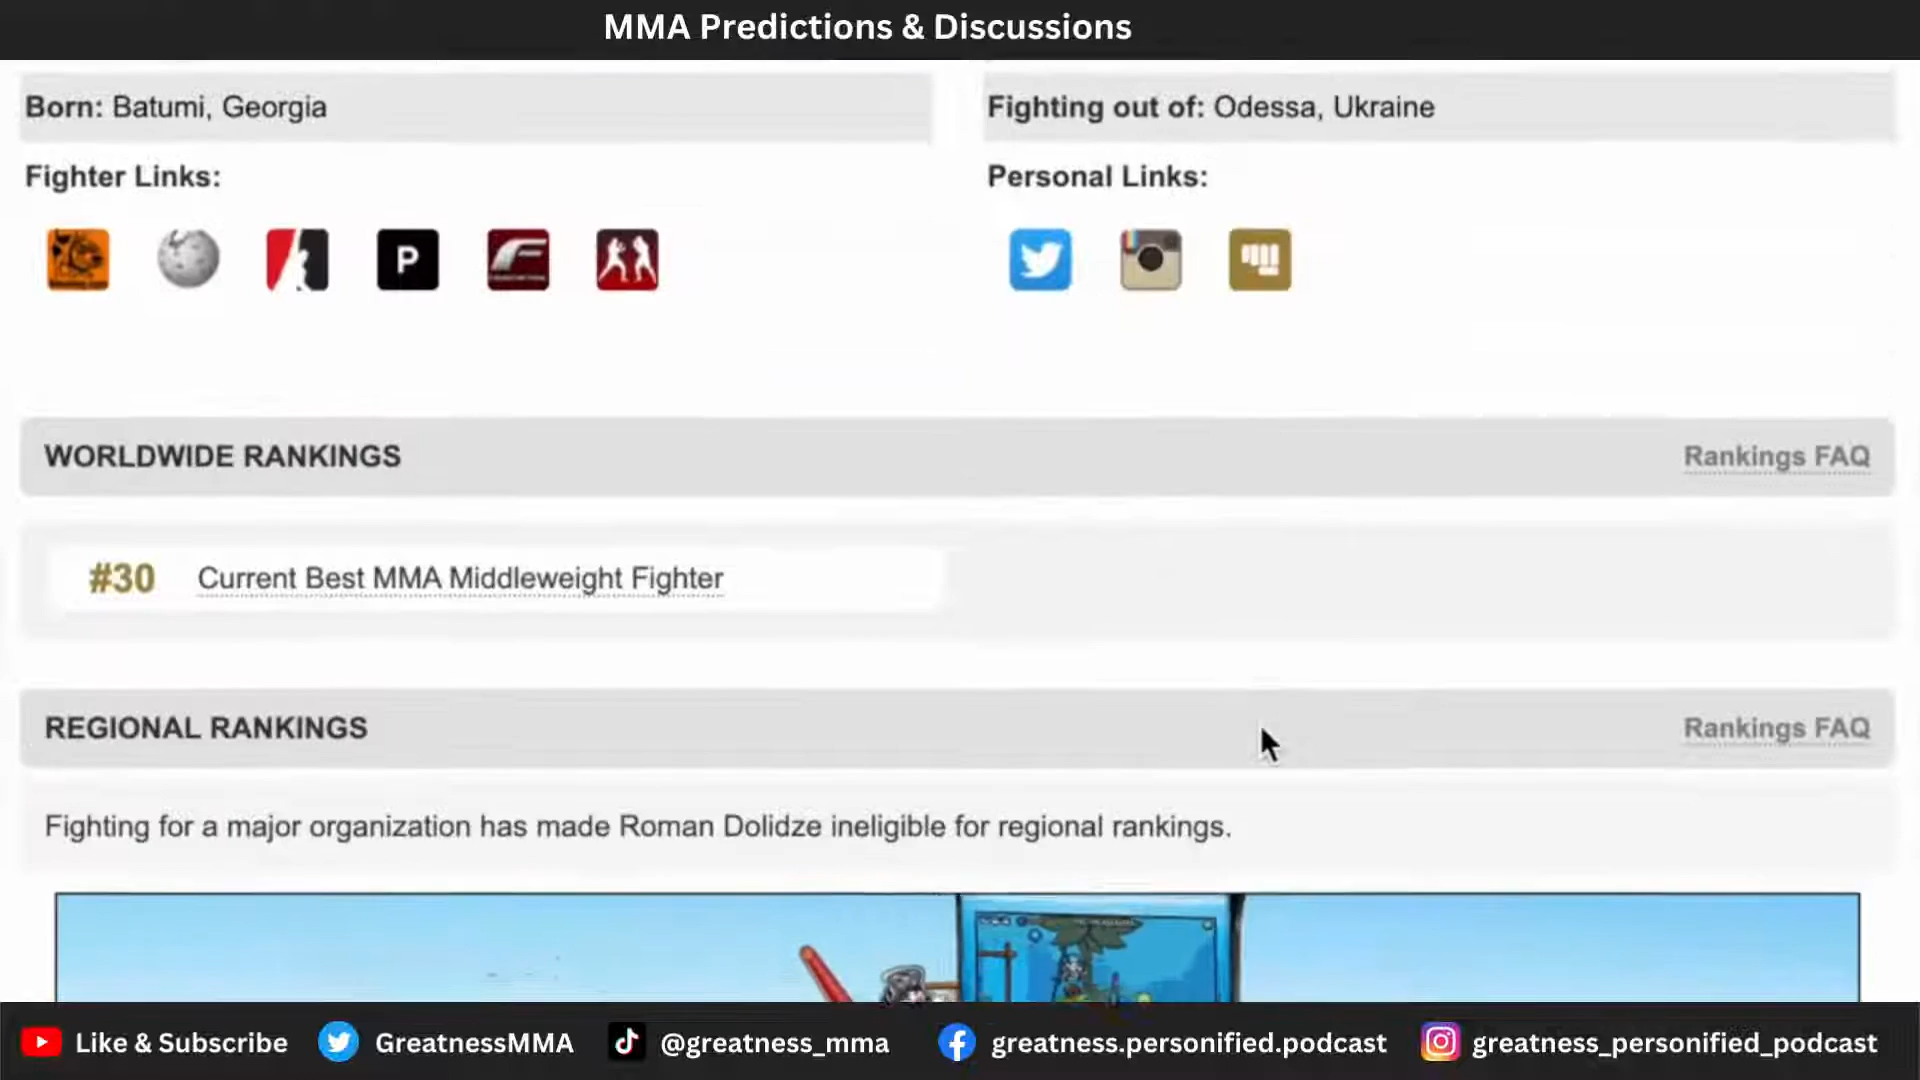 MMA Predictions & Discussions
Born: Batumi, Georgia
Fighting out of: Odessa, Ukraine
Fighter Links:
Personal Links:
P
F
WORLDWIDE RANKINGS
Rankings FAQ
#30 Current Best MMA Middleweight Fighter
REGIONAL RANKINGS
Rankings FAQ
Fighting for a major organization has made Roman Dolidze ineligible for regional rankings.
Like & Subscribe
GreatnessMMA
@greatness_mma
greatness.personified.podcast
greatness_personified_podcast